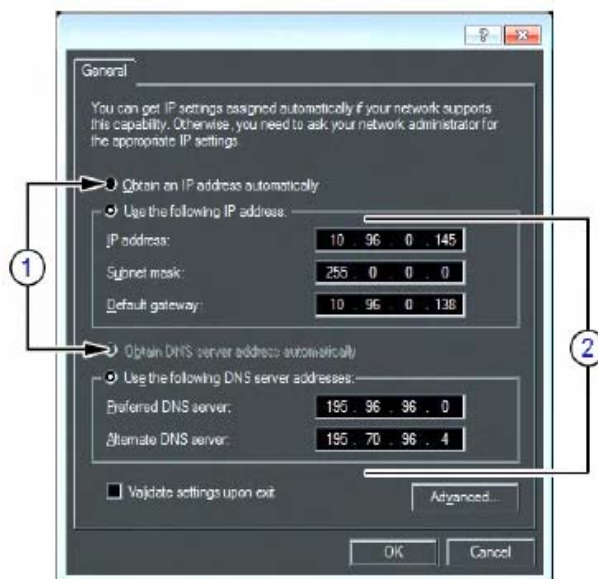 General
You can get IP settings assigned automatically if your network supports
this capability. Otherwise, you need to ask your network administrator for
the appropriate IP settings.
Obtain an IP address automatically
Use the following IP address:
IP address:
10 . 96 . 0 . 145
Subnet mask:
255 . 0 . 0 . 0
Default gateway:
10 . 96 . 0 . 138
1
2
Obtain DNS server address automatically
Use the following DNS server addresses:
Preferred DNS server:
195 . 96 . 96 . 0
Alternate DNS server:
195 . 70 . 96 . 4
Validate settings upon exit
Advanced...
OK
Cancel